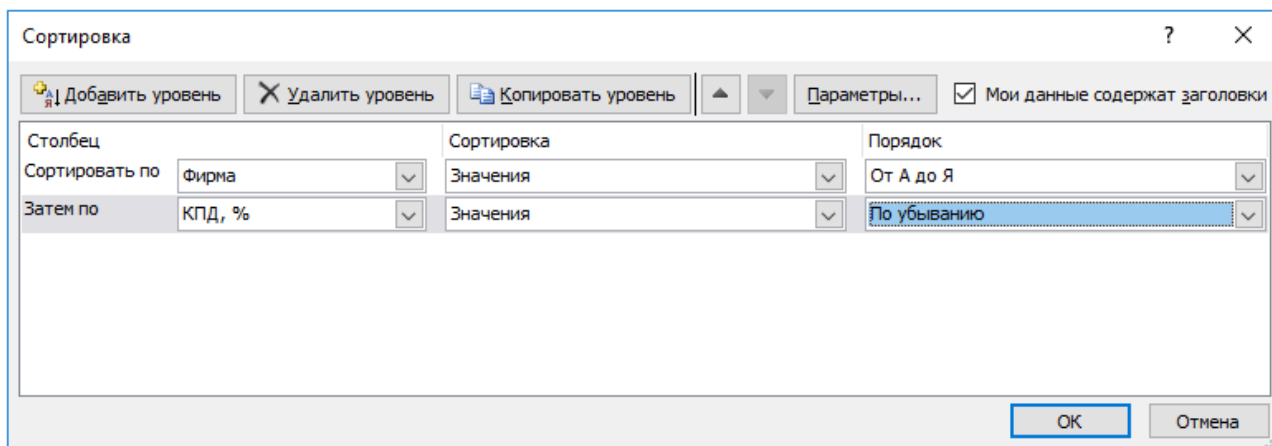 Сортировка
Добавить уровень Удалить уровень Копировать уровень Параметры... Мои данные содержат заголовки
Столбец Сортировка Порядок
Сортировать по Фирма Значения От А до Я
Затем по КПД, % Значения По убыванию
ОК Отмена